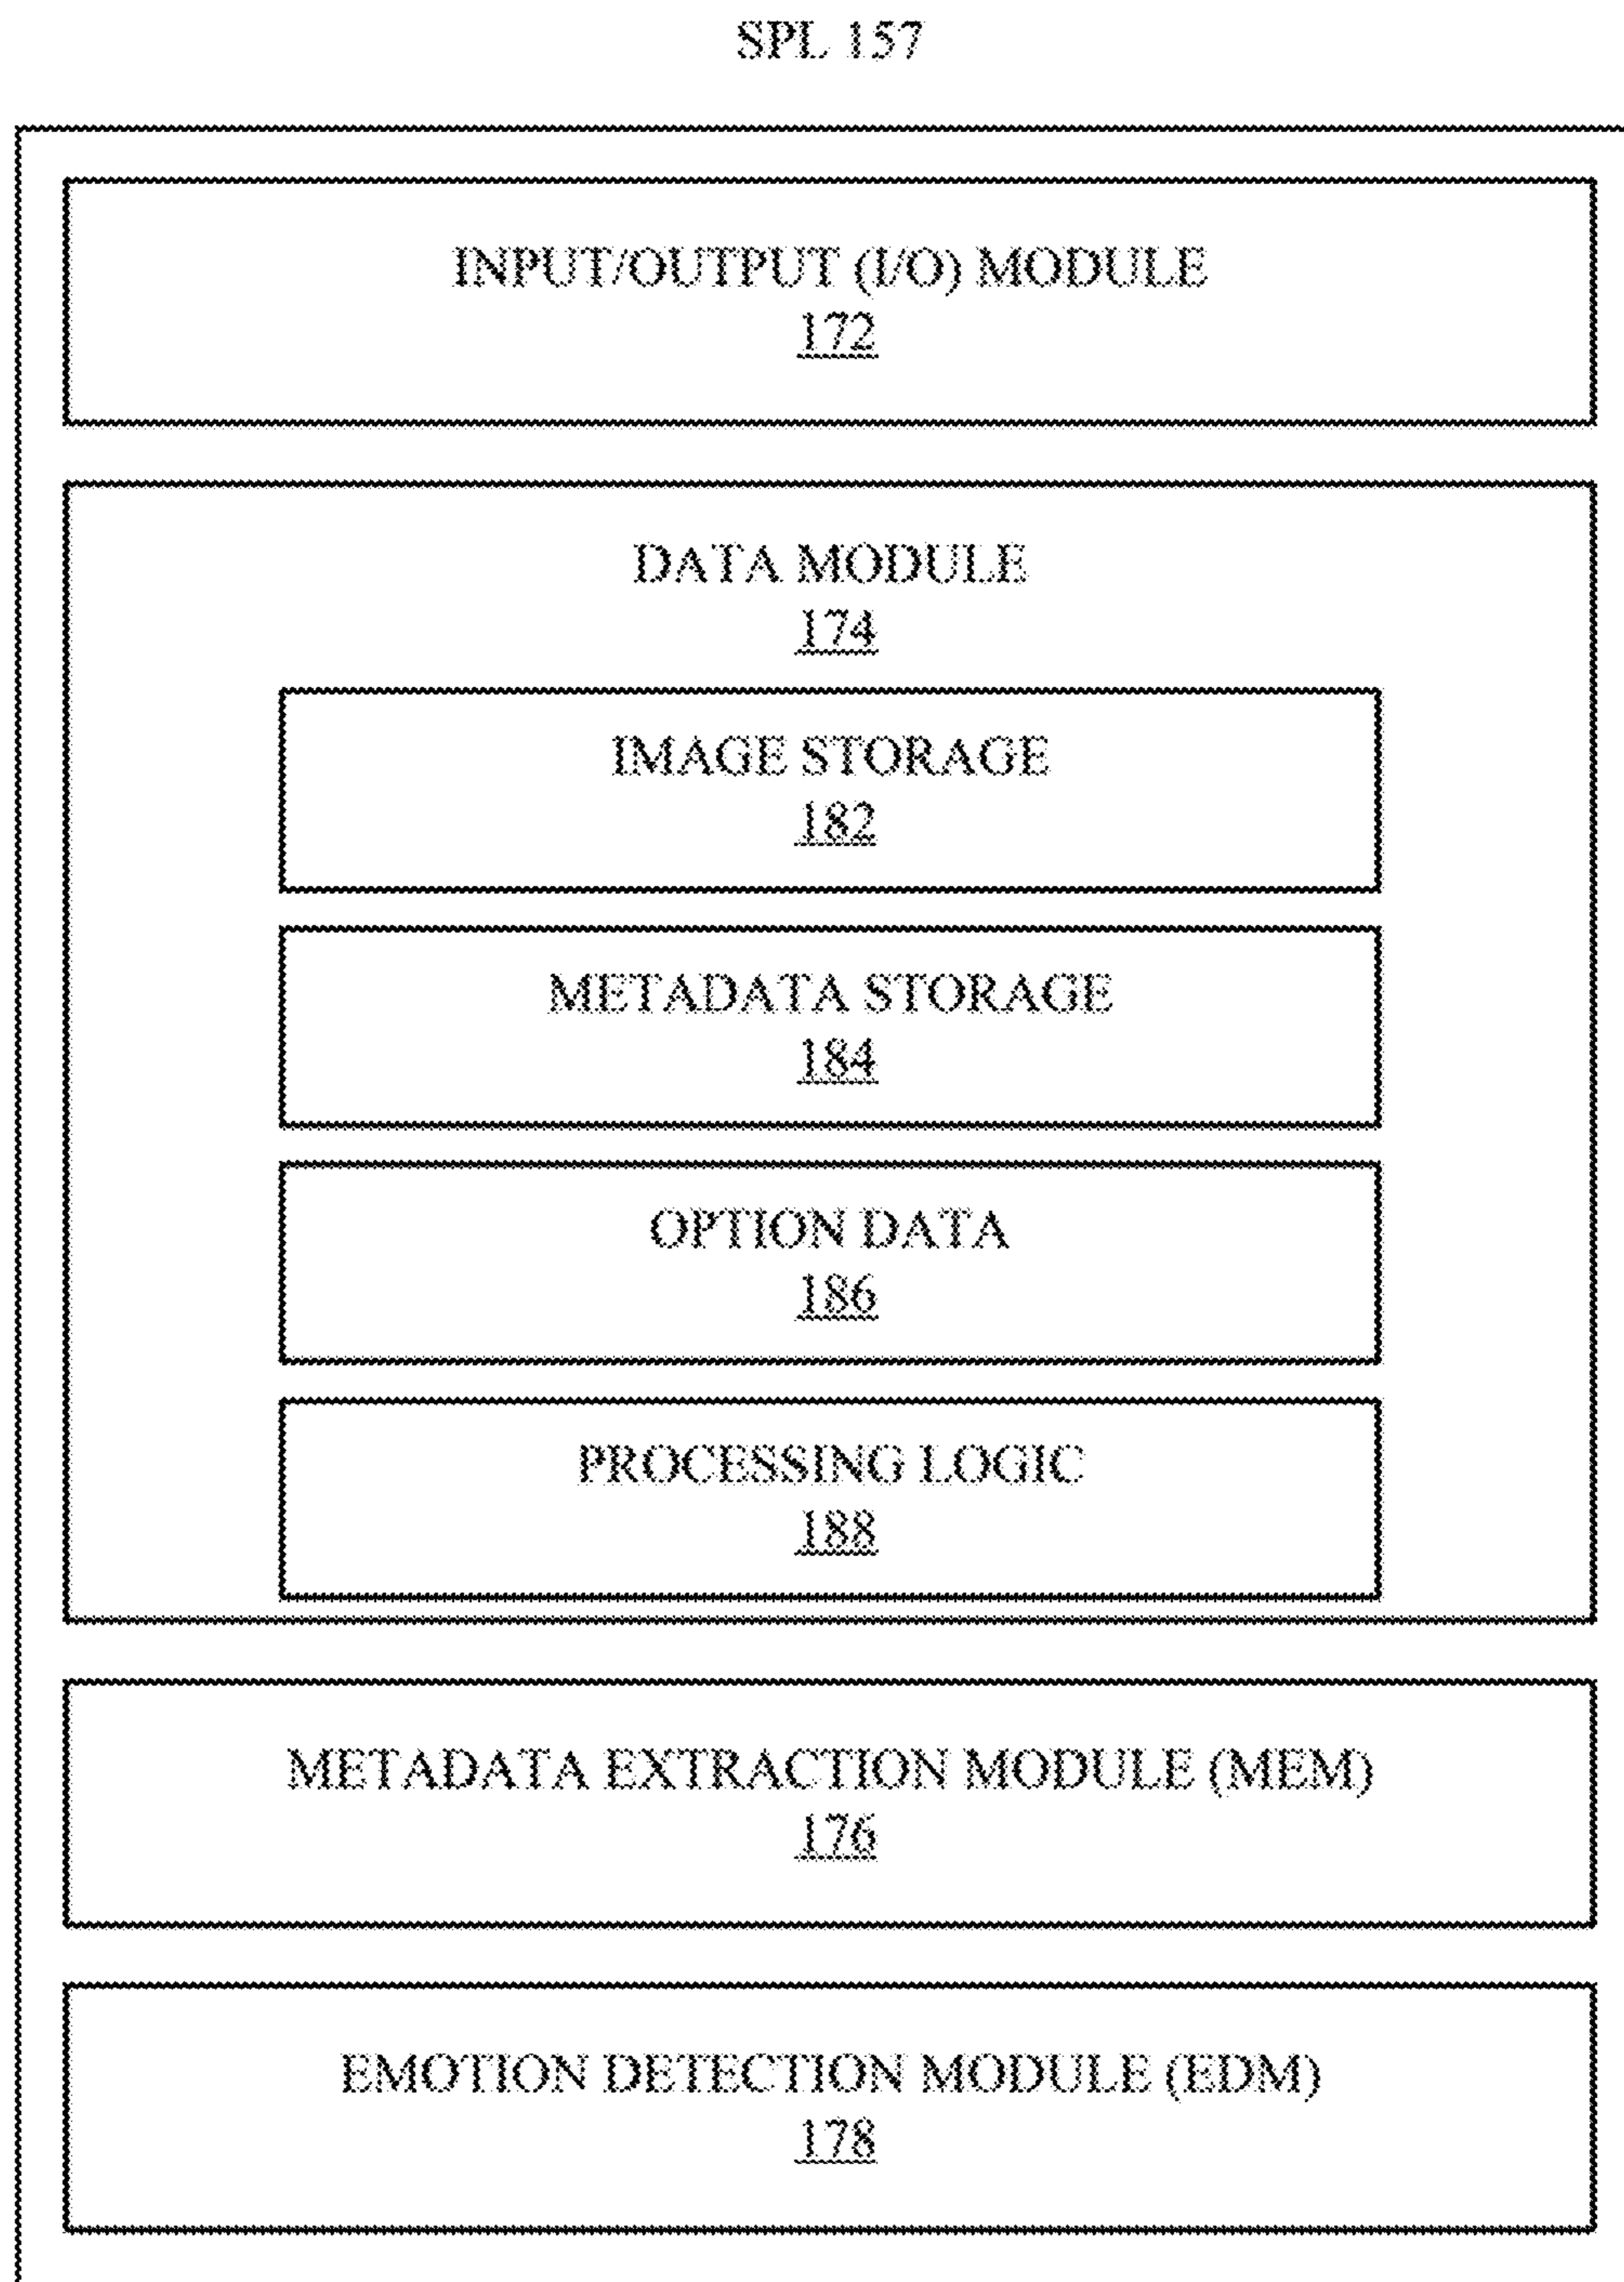 SPL 157
INPUT/OUTPUT (I/O) MODULE
172
DATA MODULE
174
IMAGE STORAGE
182
METADATA STORAGE
184
OPTION DATA
186
PROCESSING LOGIC
188
METADATA EXTRACTION MODULE (MEM)
176
EMOTION DETECTION MODULE (EDM)
178